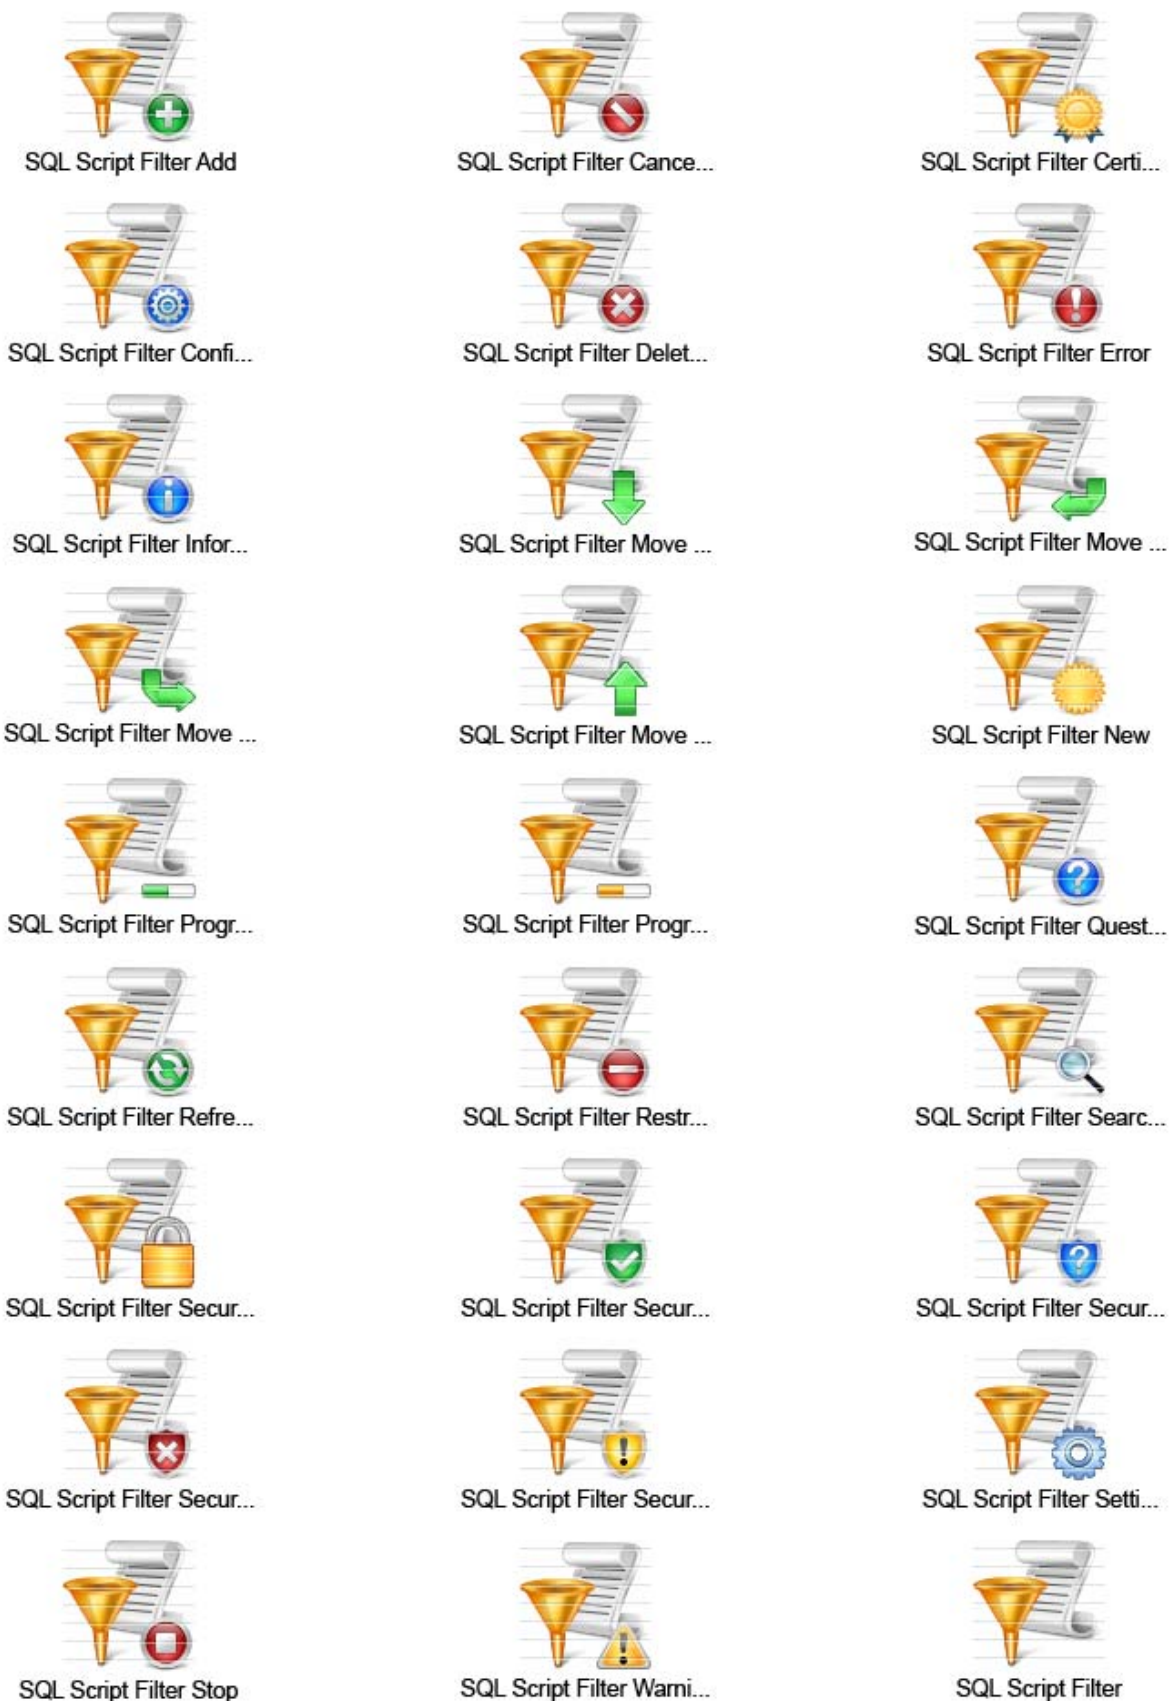 SQL Script Filter Add
SQL Script Filter Cance...
SQL Script Filter Certi...
SQL Script Filter Confi...
SQL Script Filter Delet...
SQL Script Filter Error
SQL Script Filter Infor...
SQL Script Filter Move ...
SQL Script Filter Move ...
SQL Script Filter Move ...
SQL Script Filter Move ...
SQL Script Filter New
SQL Script Filter Progr...
SQL Script Filter Progr...
SQL Script Filter Quest...
SQL Script Filter Refre...
SQL Script Filter Restr...
SQL Script Filter Searc...
SQL Script Filter Secur...
SQL Script Filter Secur...
SQL Script Filter Secur...
SQL Script Filter Secur...
SQL Script Filter Secur...
SQL Script Filter Setti...
SQL Script Filter Stop
SQL Script Filter Warni...
SQL Script Filter